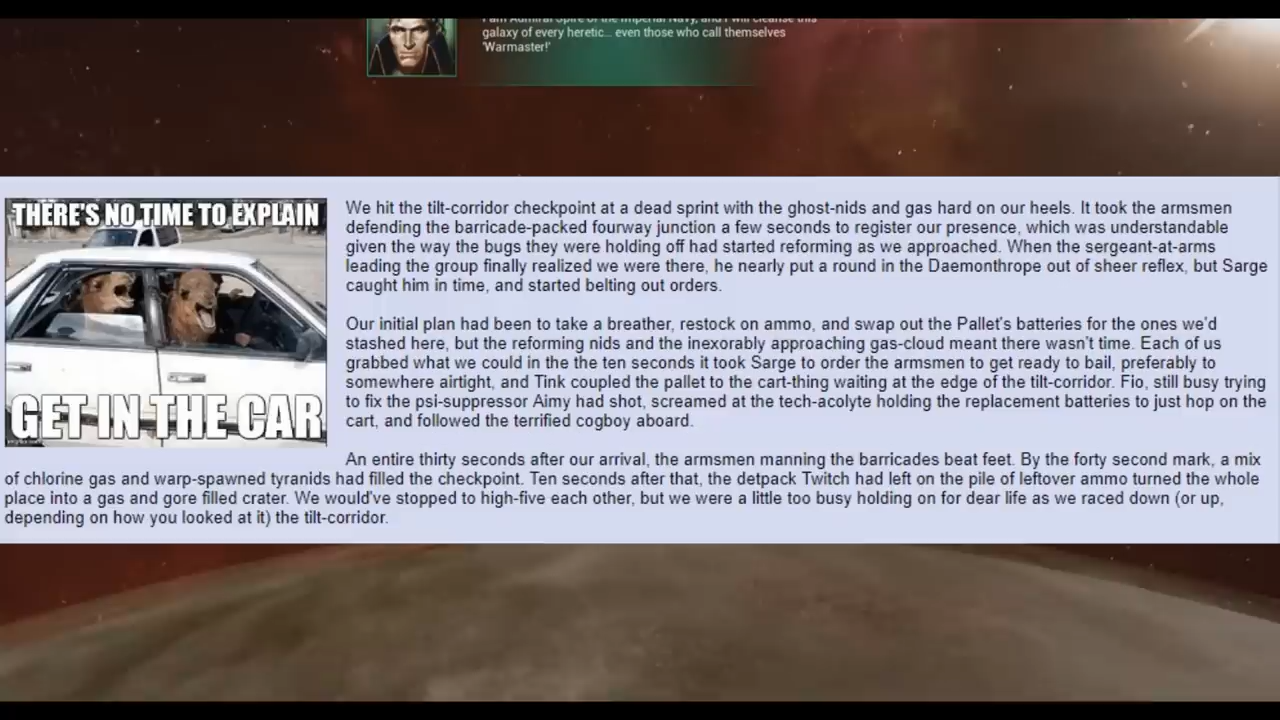 I am Admiral Spire of the Imperial Navy, and I will cleanse this
galaxy of every heretic... even those who call themselves
'Warmaster!'
THERE'S NO TIME TO EXPLAIN
GET IN THE CAR
We hit the tilt-corridor checkpoint at a dead sprint with the ghost-nids and gas hard on our heels. It took the armsmen
defending the barricade-packed fourway junction a few seconds to register our presence, which was understandable
given the way the bugs they were holding off had started reforming as we approached. When the sergeant-at-arms
leading the group finally realized we were there, he nearly put a round in the Daemonthrope out of sheer reflex, but Sarge
caught him in time, and started belting out orders.
Our initial plan had been to take a breather, restock on ammo, and swap out the Pallet's batteries for the ones we'd
stashed here, but the reforming nids and the inexorably approaching gas-cloud meant there wasn't time. Each of us
grabbed what we could in the the ten seconds it took Sarge to order the armsmen to get ready to bail, preferably to
somewhere airtight, and Tink coupled the pallet to the cart-thing waiting at the edge of the tilt-corridor. Fio, still busy trying
to fix the psi-suppressor Aimy had shot, screamed at the tech-acolyte holding the replacement batteries to just hop on the
cart, and followed the terrified cogboy aboard.
An entire thirty seconds after our arrival, the armsmen manning the barricades beat feet. By the forty second mark, a mix
of chlorine gas and warp-spawned tyranids had filled the checkpoint. Ten seconds after that, the detpack Twitch had left on the pile of leftover ammo turned the whole
place into a gas and gore filled crater. We would've stopped to high-five each other, but we were a little too busy holding on for dear life as we raced down (or up,
depending on how you looked at it) the tilt-corridor.